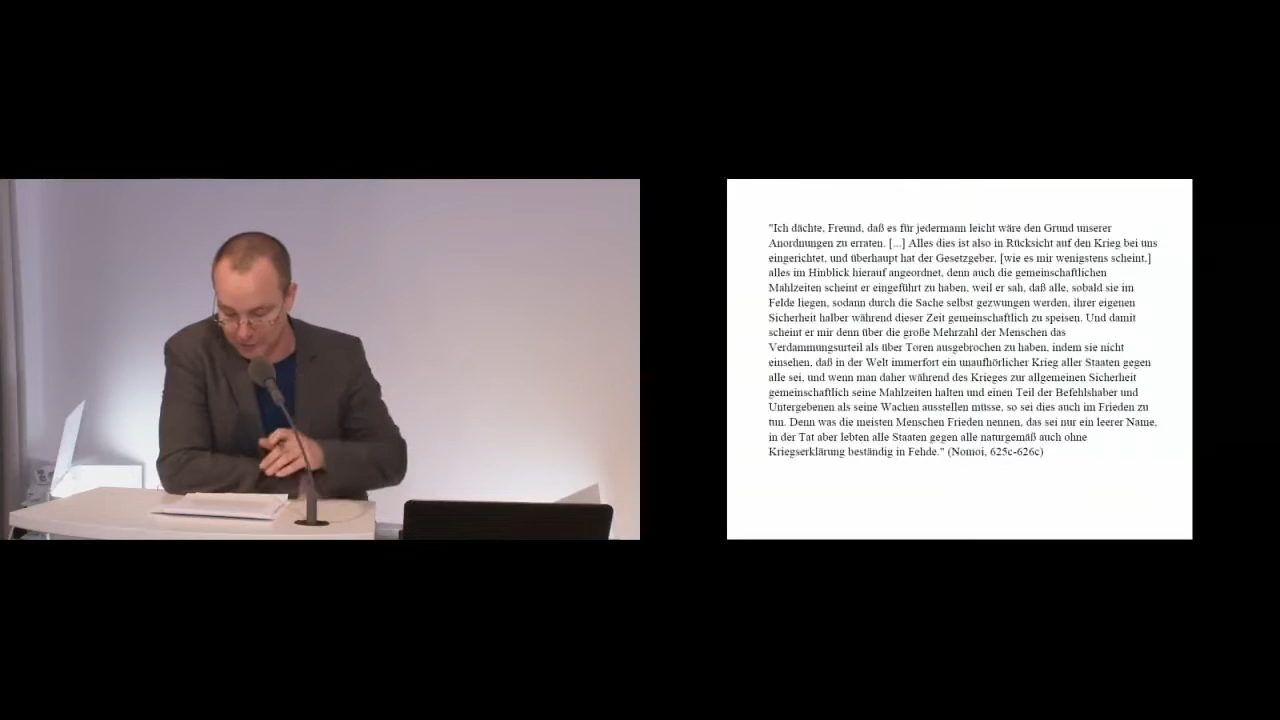 "Ich dächte, Freund, daß es für jedermann leicht wäre den Grund unserer
Anordnungen zu erraten. [...] Alles dies ist also in Rücksicht auf den Krieg bei uns
eingerichtet, und überhaupt hat der Gesetzgeber, [wie es mir wenigstens scheint,]
alles im Hinblick hierauf angeordnet, denn auch die gemeinschaftlichen
Mahlzeiten scheint er eingeführt zu haben, weil er sah, daß alle, sobald sie im
Felde liegen, sodann durch die Sache selbst gezwungen werden, ihrer eigenen
Sicherheit halber während dieser Zeit gemeinschaftlich zu speisen. Und damit
scheint er mir denn über die große Mehrzahl der Menschen das
Verdammungsurteil als über Toren ausgebrochen zu haben, indem sie nicht
einsehen, daß in der Welt immerfort ein unaufhörlicher Krieg aller Staaten gegen
alle sei, und wenn man daher während des Krieges zur allgemeinen Sicherheit
gemeinschaftlich seine Mahlzeiten halten und einen Teil der Befehlshaber und
Untergebenen als seine Wachen ausstellen müsse, so sei dies auch im Frieden zu
tun. Denn was die meisten Menschen Frieden nennen, das sei nur ein leerer Name,
in der Tat aber lebten alle Staaten gegen alle naturgemäß auch ohne
Kriegserklärung beständig in Fehde." (Nomoi, 625c-626c)